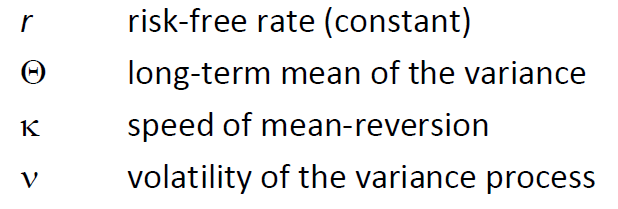 r risk-free rate (constant)
Θ long-term mean of the variance
κ speed of mean-reversion
ν volatility of the variance process